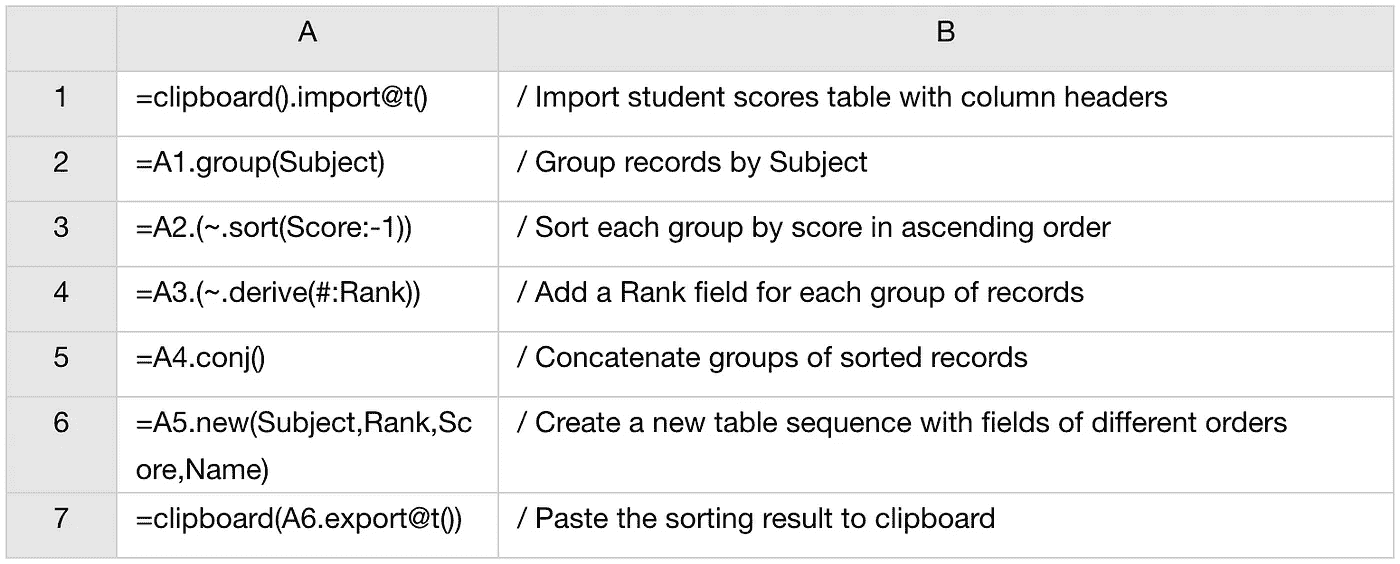 A B
1 =clipboard().import@t() / Import student scores table with column headers
2 =A1.group(Subject) / Group records by Subject
3 =A2.(~.sort(Score:-1)) / Sort each group by score in ascending order
4 =A3.(~.derive(#:Rank)) / Add a Rank field for each group of records
5 =A4.conj() / Concatenate groups of sorted records
6 =A5.new(Subject,Rank,Sc / Create a new table sequence with fields of different orders
ore,Name)
7 =clipboard(A6.export@t()) / Paste the sorting result to clipboard